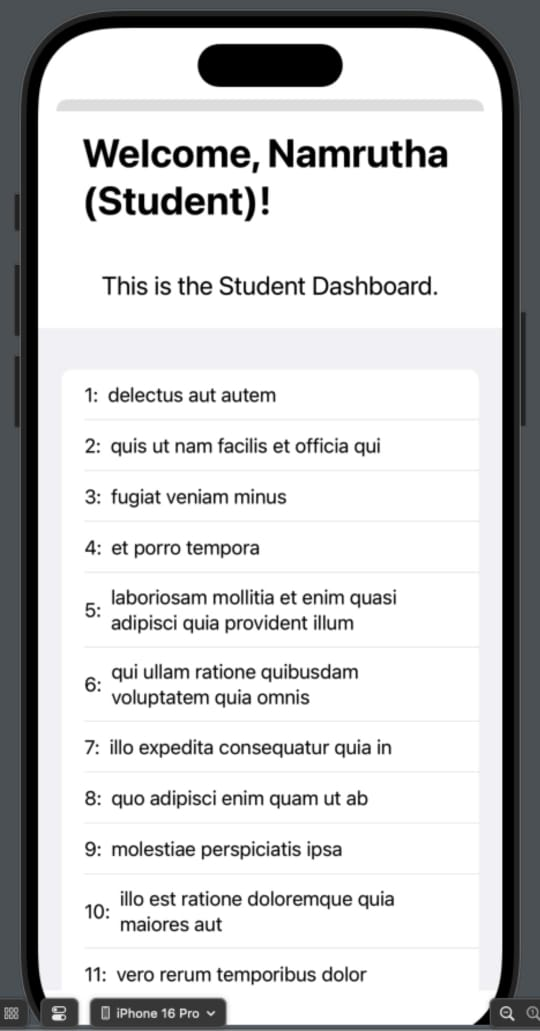 Welcome, Namrutha
(Student)!
This is the Student Dashboard.
1: delectus aut autem
2: quis ut nam facilis et officia qui
3: fugiat veniam minus
4: et porro tempora
5: laboriosam mollitia et enim quasi
adipisci quia provident illum
6: qui ullam ratione quibusdam
voluptatem quia omnis
7: illo expedita consequatur quia in
8: quo adipisci enim quam ut ab
9: molestiae perspiciatis ipsa
10: illo est ratione doloremque quia
maiores aut
11: vero rerum temporibus dolor
iPhone 16 Pro